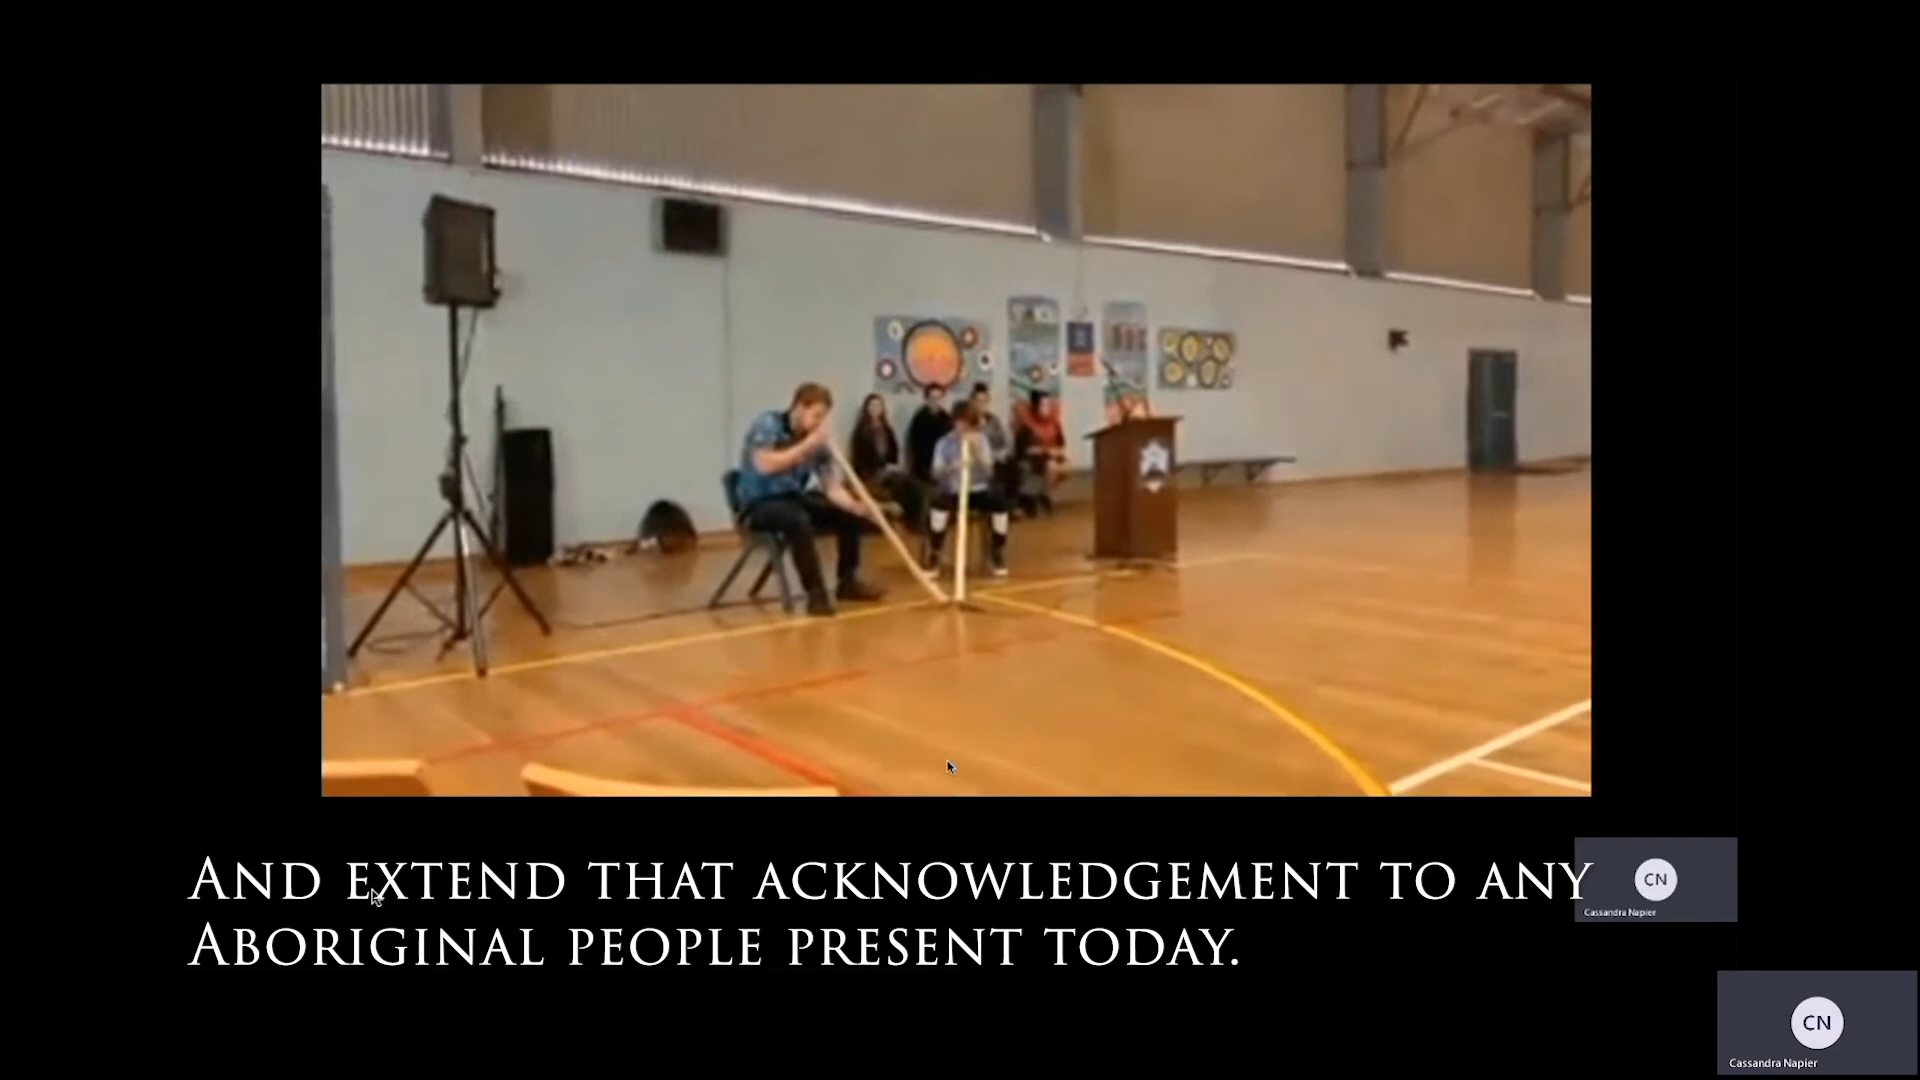 And extend that acknowledgement to any
Aboriginal people present today.
CN
Cassandra Napier
CN
Cassandra Napier